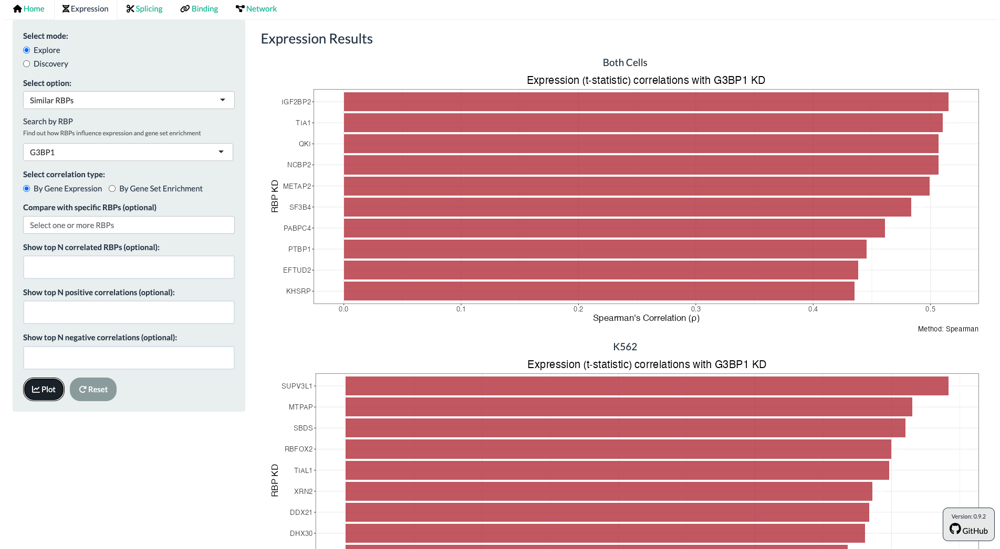 Home
Expression
Splicing
Binding
Network
Select mode:
Explore
Discovery
Select option:
Similar RBPs
Search by RBP
Find out how RBPs influence expression and gene set enrichment
G3BP1
Select correlation type:
By Gene Expression
By Gene Set Enrichment
Compare with specific RBPs (optional)
Select one or more RBPs
Show top N correlated RBPs (optional):
Show top N positive correlations (optional):
Show top N negative correlations (optional):
Plot
Reset
Expression Results
Both Cells
Expression (t-statistic) correlations with G3BP1 KD
RBP KD
IGF2BP2
TIA1
QKI
NCBP2
METAP2
SF3B4
PABPC4
PTBP1
EFTUD2
KHSRP
0.0
0.1
0.2
0.3
0.4
0.5
Spearman's Correlation (ρ)
Method: Spearman
K562
Expression (t-statistic) correlations with G3BP1 KD
RBP KD
SUPV3L1
MTPAP
SBDS
RBFOX2
TIAL1
XRN2
DDX21
DHX30
Version: 0.9.2
GitHub